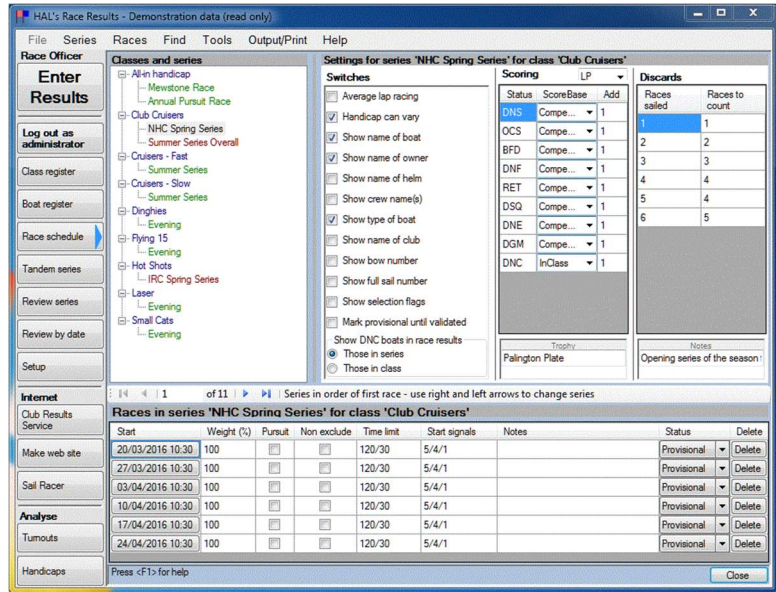 HAL's Race Results - Demonstration data (read only)
File Series Races Find Tools Output/Print Help
Race Officer
Enter
Results
Log out as
administrator
Class register
Boat register
Race schedule
Tandem series
Review series
Review by date
Setup
Internet
Club Results
Service
Make web site
Sail Racer
Analyse
Turnouts
Handicaps
Classes and series
All-in handicap
Mewstone Race
Annual Pursuit Race
Club Cruisers
NHC Spring Series
Summer Series Overall
Cruisers - Fast
Summer Series
Cruisers - Slow
Summer Series
Dinghies
Evening
Flying 15
Evening
Hot Shots
IRC Spring Series
Laser
Evening
Small Cats
Evening
Settings for series 'NHC Spring Series' for class 'Club Cruisers'
Switches
Average lap racing
Handicap can vary
Show name of boat
Show name of owner
Show name of helm
Show crew name(s)
Show type of boat
Show name of club
Show bow number
Show full sail number
Show selection flags
Mark provisional until validated
Show DNC boats in race results
Those in series
Those in class
Scoring LP
Status ScoreBase Add
DNS Compe... 1
OCS Compe... 1
BFD Compe... 1
DNF Compe... 1
RET Compe... 1
DSQ Compe... 1
DNE Compe... 1
DGM Compe... 1
DNC InClass 1
Trophy
Palington Plate
Discards
Races sailed Races to count
1 1
2 2
3 3
4 4
5 4
6 5
Notes
Opening series of the season
1 of 11 Series in order of first race - use right and left arrows to change series
Races in series 'NHC Spring Series' for class 'Club Cruisers'
Start Weight (%) Pursuit Non exclude Time limit Start signals Notes Status Delete
20/03/2016 10:30 100 120/30 5/4/1 Provisional Delete
27/03/2016 10:30 100 120/30 5/4/1 Provisional Delete
03/04/2016 10:30 100 120/30 5/4/1 Provisional Delete
10/04/2016 10:30 100 120/30 5/4/1 Provisional Delete
17/04/2016 10:30 100 120/30 5/4/1 Provisional Delete
24/04/2016 10:30 100 120/30 5/4/1 Provisional Delete
Press <F1> for help
Close